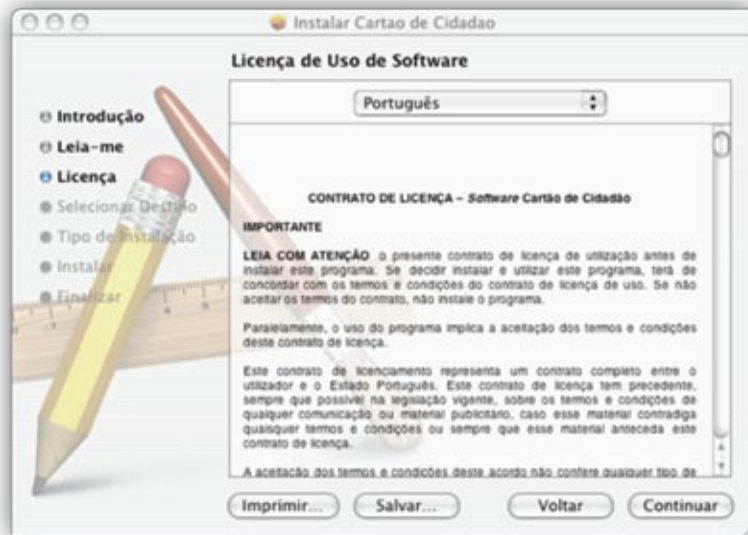 Instalar Cartao de Cidadao
Licença de Uso de Software
Português
Introdução
Leia-me
Licença
Selecionar Destino
Tipo de Instalação
Instalar
Finalizar
CONTRATO DE LICENÇA – Software Cartão de Cidadão
IMPORTANTE
LEIA COM ATENÇÃO o presente contrato de licença de utilização antes de
instalar este programa. Se decidir instalar e utilizar este programa, terá de
concordar com os termos e condições do contrato de licença de uso. Se não
aceitar os termos do contrato, não instale o programa.
Paralelamente, o uso do programa implica a aceitação dos termos e condições
deste contrato de licença.
Este contrato de licenciamento representa um contrato completo entre o
utilizador e o Estado Português. Este contrato de licença tem precedente,
sempre que possível na legislação vigente, sobre os termos e condições de
qualquer comunicação ou material publicitário, caso esse material contradiga
quaisquer termos e condições ou sempre que esse material anteceda este
contrato de licença.
A aceitação dos termos e condições deste acordo não confere qualquer tipo de
Imprimir...
Salvar...
Voltar
Continuar